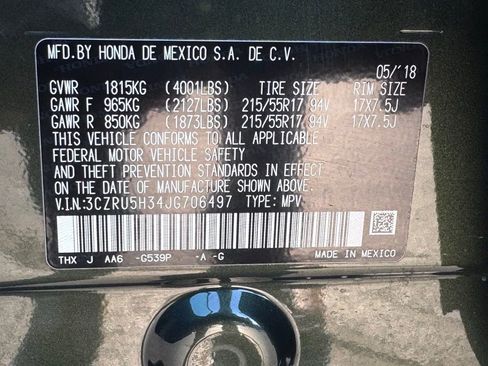 MFD.BY HONDA DE MEXICO S.A. DE C.V.
05/'18
GVWR 1815KG (4001LBS) TIRE SIZE RIM SIZE
GAWR F 965KG (2127LBS) 215/55R17 94V 17X7.5J
GAWR R 850KG (1873LBS) 215/55R17 94V 17X7.5J
THIS VEHICLE CONFORMS TO ALL APPLICABLE
FEDERAL MOTOR VEHICLE SAFETY
AND THEFT PREVENTION STANDARDS IN EFFECT
ON THE DATE OF MANUFACTURE SHOWN ABOVE.
V.I.N:3CZRU5H34JG706497 TYPE: MPV
THX J AA6 -G539P -A -G
MADE IN MEXICO